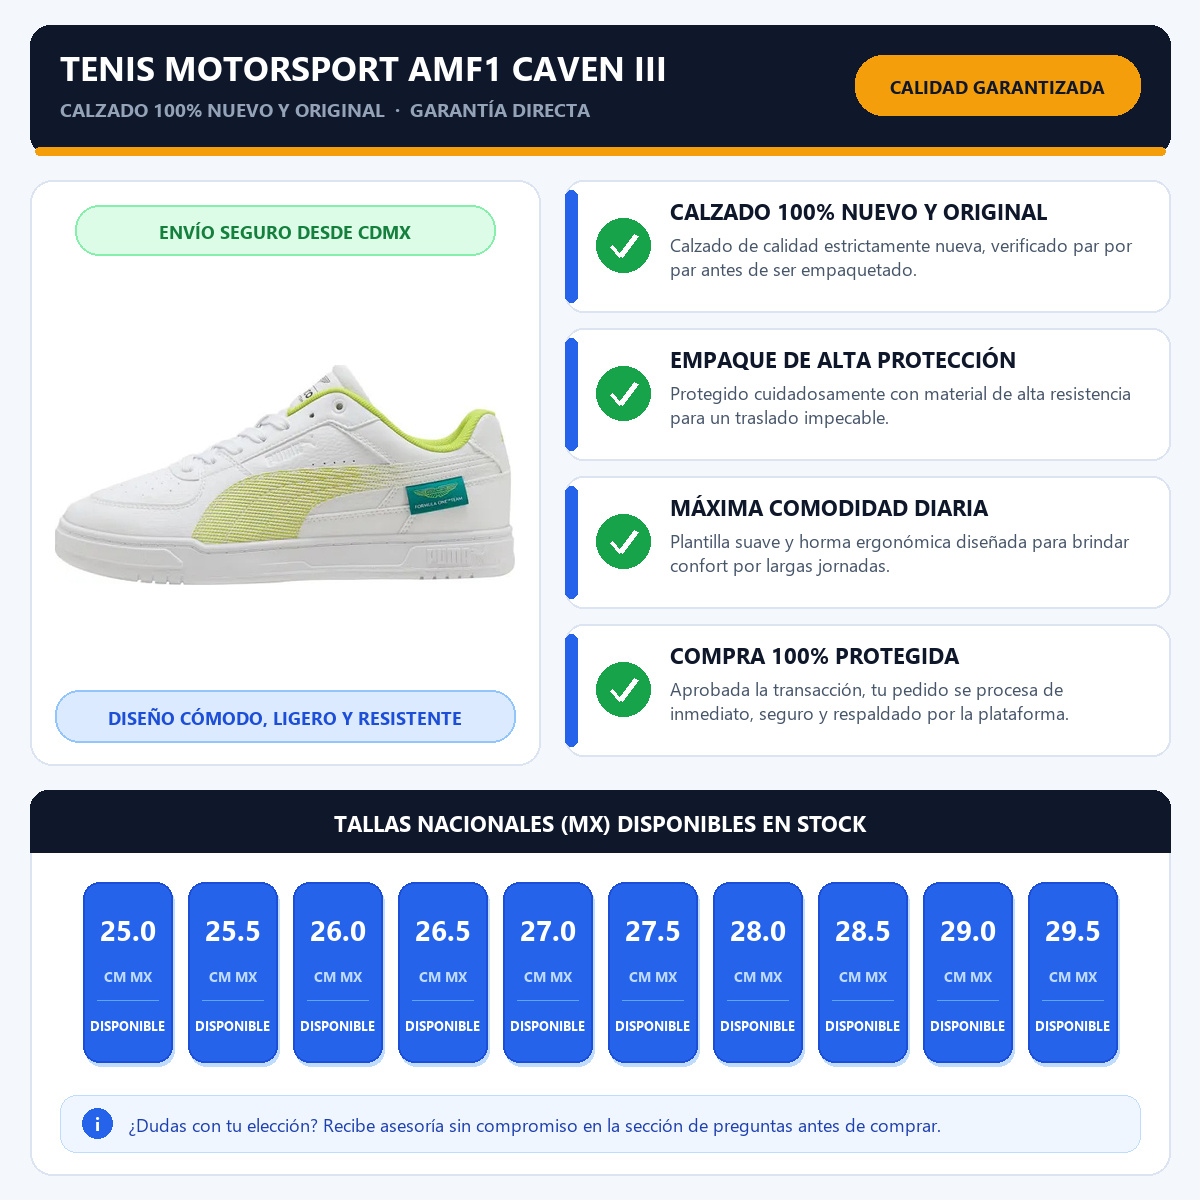 TENIS MOTORSPORT AMF1 CAVEN III
CALZADO 100% NUEVO Y ORIGINAL · GARANTÍA DIRECTA
CALIDAD GARANTIZADA
ENVÍO SEGURO DESDE CDMX
FORMULA ONE™ TEAM
DISEÑO CÓMODO, LIGERO Y RESISTENTE
CALZADO 100% NUEVO Y ORIGINAL
Calzado de calidad estrictamente nueva, verificado par por
par antes de ser empaquetado.
EMPAQUE DE ALTA PROTECCIÓN
Protegido cuidadosamente con material de alta resistencia
para un traslado impecable.
MÁXIMA COMODIDAD DIARIA
Plantilla suave y horma ergonómica diseñada para brindar
confort por largas jornadas.
COMPRA 100% PROTEGIDA
Aprobada la transacción, tu pedido se procesa de
inmediato, seguro y respaldado por la plataforma.
TALLAS NACIONALES (MX) DISPONIBLES EN STOCK
25.0 25.5 26.0 26.5 27.0 27.5 28.0 28.5 29.0 29.5
CM MX CM MX CM MX CM MX CM MX CM MX CM MX CM MX CM MX CM MX
DISPONIBLE DISPONIBLE DISPONIBLE DISPONIBLE DISPONIBLE DISPONIBLE DISPONIBLE DISPONIBLE DISPONIBLE DISPONIBLE
¿Dudas con tu elección? Recibe asesoría sin compromiso en la sección de preguntas antes de comprar.